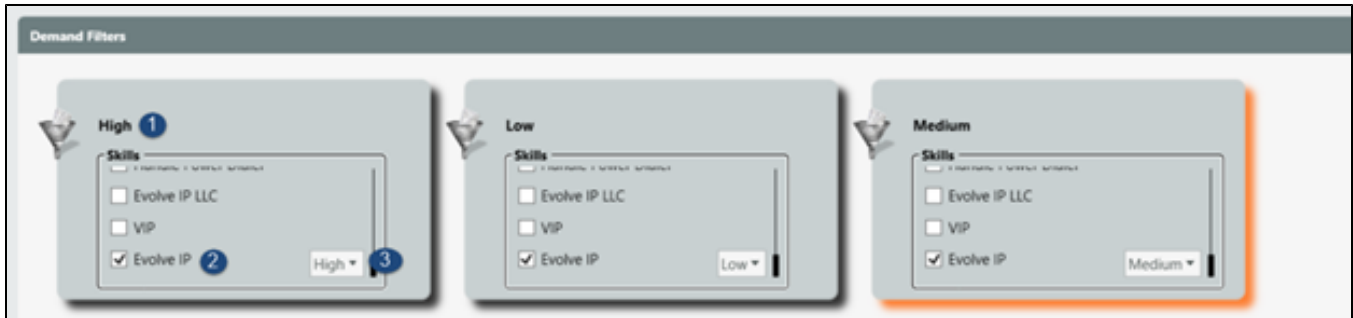 Demand Filters
High 1
Skills
Evolve IP LLC
VIP
Evolve IP 2 High 3
Low
Skills
Evolve IP LLC
VIP
Evolve IP Low
Medium
Skills
Evolve IP LLC
VIP
Evolve IP Medium